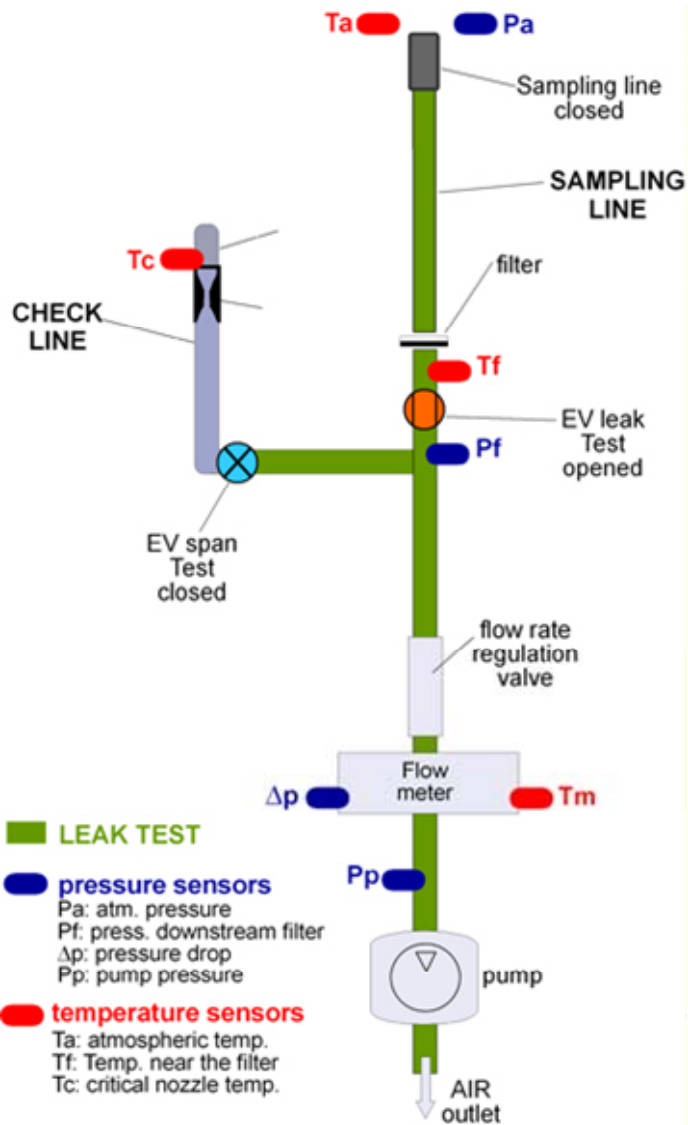 Ta
Pa
Sampling line
closed
SAMPLING
LINE
Tc
filter
CHECK
LINE
Tf
EV leak
Test
opened
Pf
EV span
Test
closed
flow rate
regulation
valve
Flow
meter
Δp
Tm
LEAK TEST
Pp
pressure sensors
Pa: atm. pressure
Pf: press. downstream filter
Δp: pressure drop
Pp: pump pressure
pump
temperature sensors
Ta: atmospheric temp.
Tf: Temp. near the filter
Tc: critical nozzle temp.
AIR
outlet